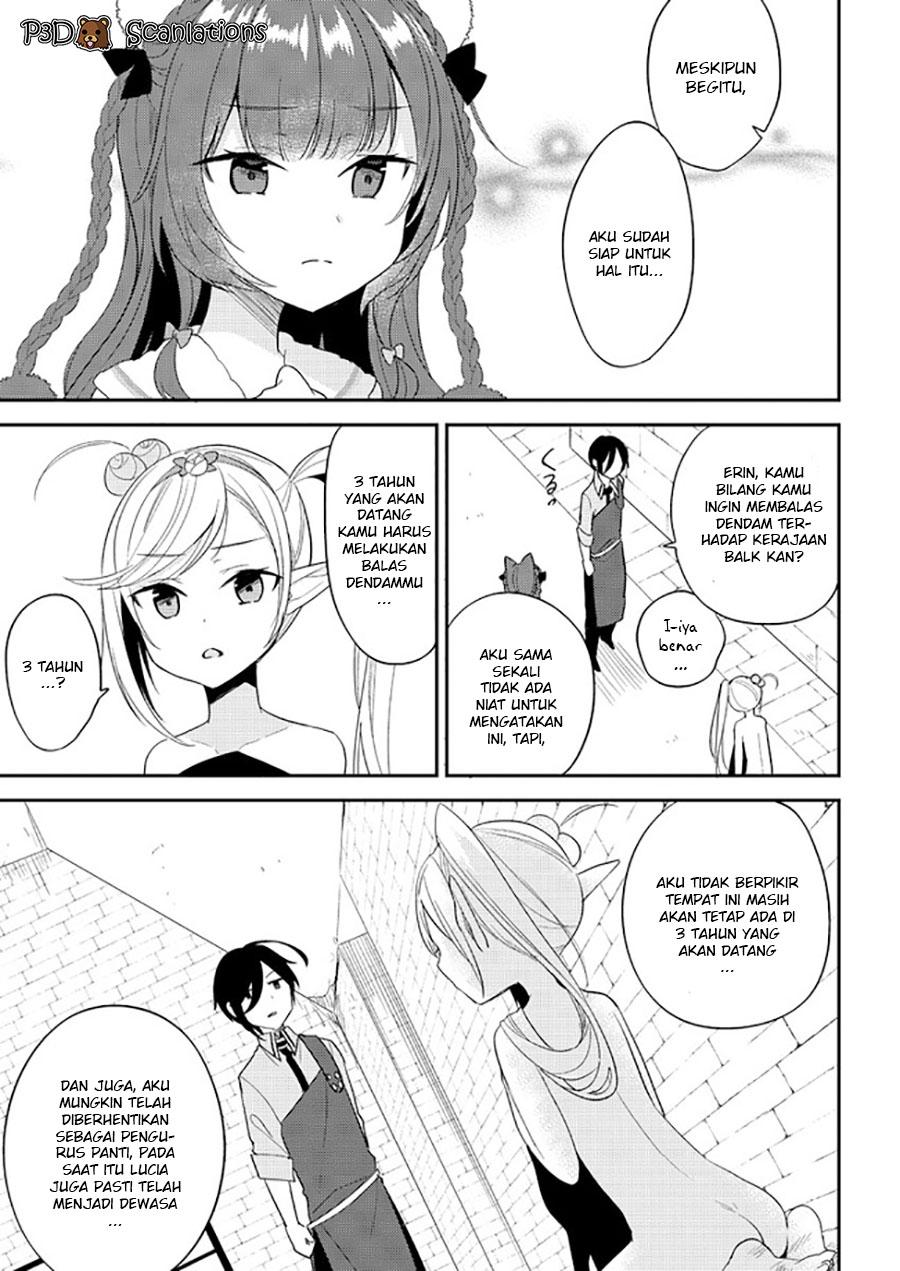 P3D Scanlations
MESKIPUN
BEGITU,
AKU SUDAH
SIAP UNTUK
HAL ITU...
ERIN, KAMU
BILANG KAMU
INGIN MEMBALAS
DENDAM TER-
HADAP KERAJAAN
BALK KAN?
I-iya
benar
...
AKU SAMA
SEKALI
TIDAK ADA
NIAT UNTUK
MENGATAKAN
INI, TAPI,
3 TAHUN
YANG AKAN
DATANG
KAMU HARUS
MELAKUKAN
BALAS
DENDAMMU
...
3 TAHUN
...?
AKU TIDAK BERPIKIR
TEMPAT INI MASIH
AKAN TETAP ADA DI
3 TAHUN YANG
AKAN DATANG
...
DAN JUGA, AKU
MUNGKIN TELAH
DIBERHENTIKAN
SEBAGAI PENGU-
RUS PANTI, PADA
SAAT ITU LUCIA
JUGA PASTI TELAH
MENJADI DEWASA
...